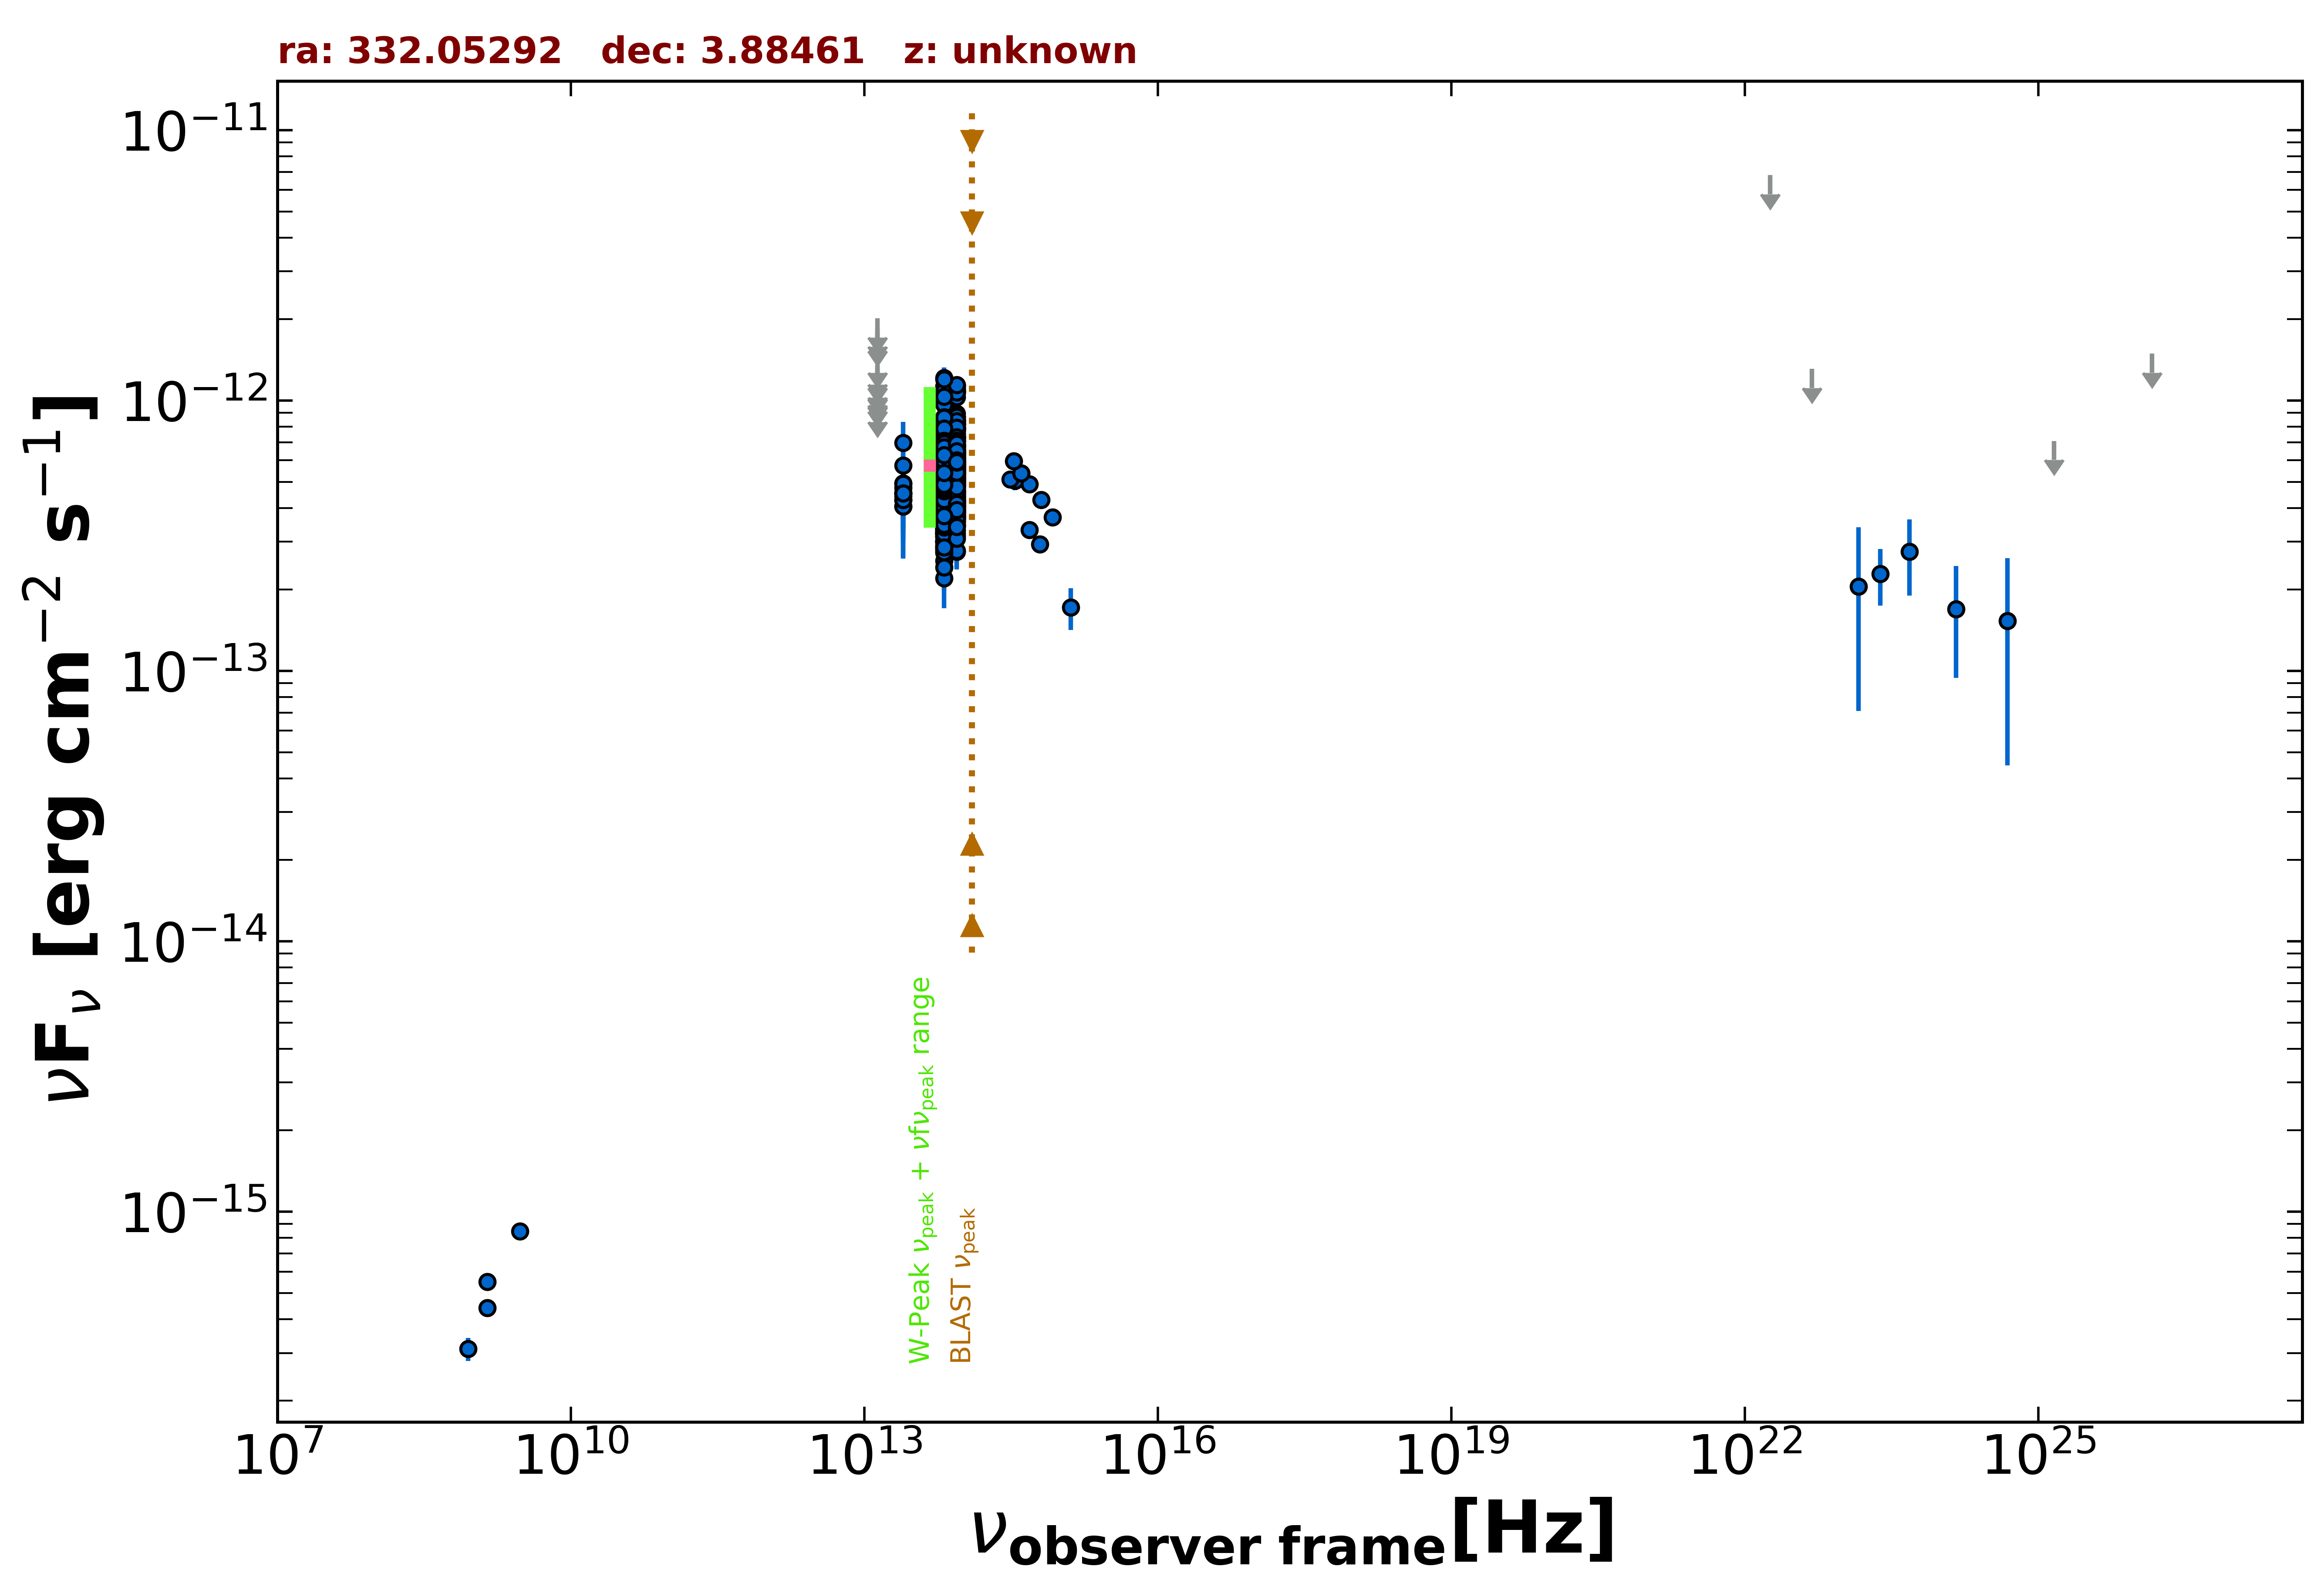 ra: 332.05292 dec: 3.88461 z: unknown
νFν [erg cm−2 s−1]
10−11
10−12
10−13
10−14
10−15
W-Peak νpeak + νfνpeak range
BLAST νpeak
107 1010 1013 1016 1019 1022 1025
νobserver frame[Hz]